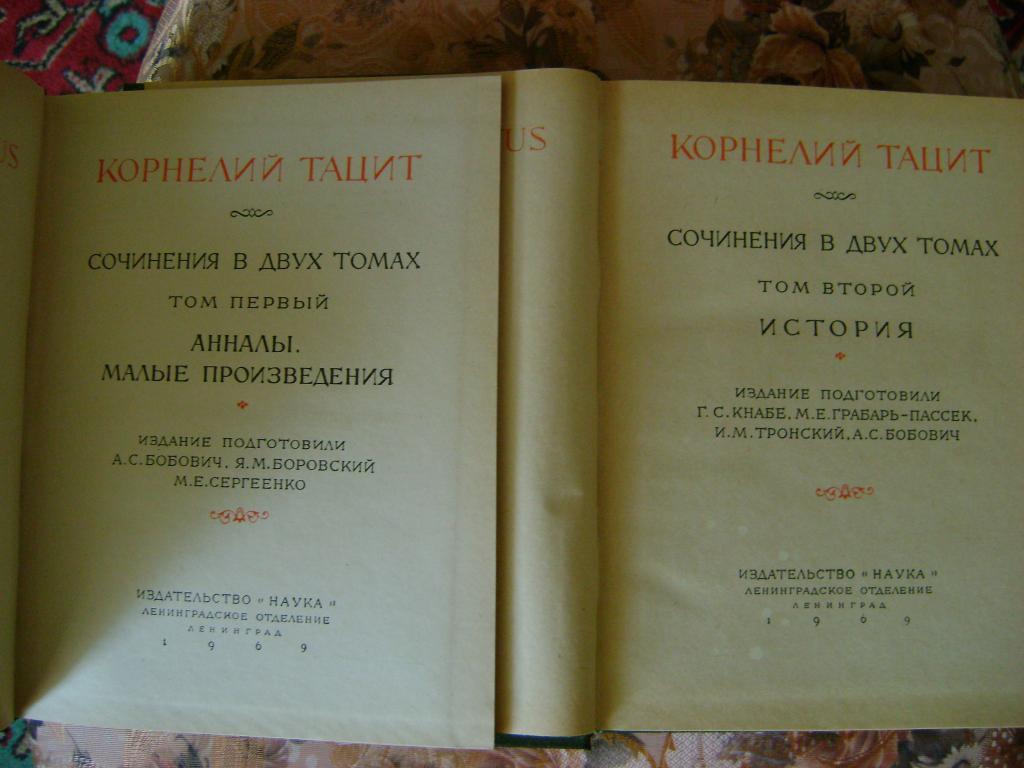 US
КОРНЕЛИЙ ТАЦИТ
СОЧИНЕНИЯ В ДВУХ ТОМАХ
ТОМ ПЕРВЫЙ
АННАЛЫ.
МАЛЫЕ ПРОИЗВЕДЕНИЯ
ИЗДАНИЕ ПОДГОТОВИЛИ
А.С.БОБОВИЧ, Я.М.БОРОВСКИЙ
М.Е.СЕРГЕЕНКО
ИЗДАТЕЛЬСТВО "НАУКА"
ЛЕНИНГРАДСКОЕ ОТДЕЛЕНИЕ
ЛЕНИНГРАД
1969
US
КОРНЕЛИЙ ТАЦИТ
СОЧИНЕНИЯ В ДВУХ ТОМАХ
ТОМ ВТОРОЙ
ИСТОРИЯ
ИЗДАНИЕ ПОДГОТОВИЛИ
Г.С.КНАБЕ, М.Е.ГРАБАРЬ-ПАССЕК,
И.М.ТРОНСКИЙ, А.С.БОБОВИЧ
ИЗДАТЕЛЬСТВО "НАУКА"
ЛЕНИНГРАДСКОЕ ОТДЕЛЕНИЕ
ЛЕНИНГРАД
1969